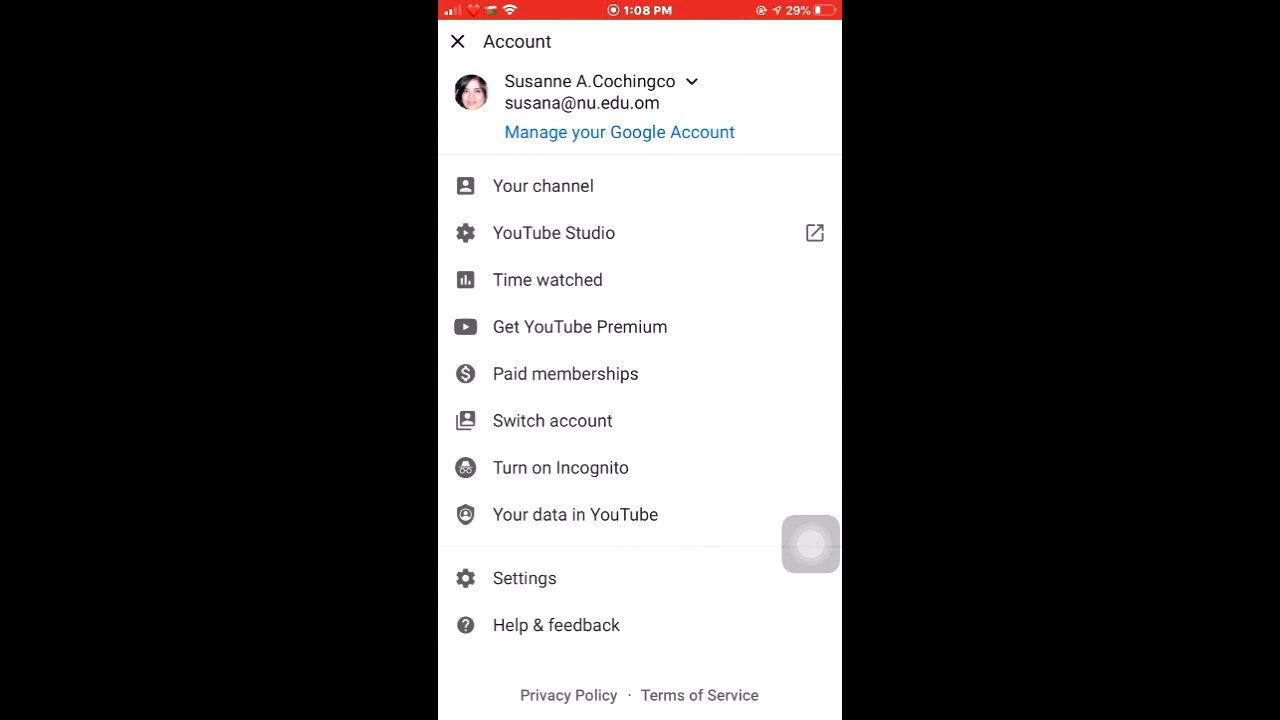 1:08 PM 29%
Account
Susanne A.Cochingco
susana@nu.edu.om
Manage your Google Account
Your channel
YouTube Studio
Time watched
Get YouTube Premium
Paid memberships
Switch account
Turn on Incognito
Your data in YouTube
Settings
Help & feedback
Privacy Policy · Terms of Service